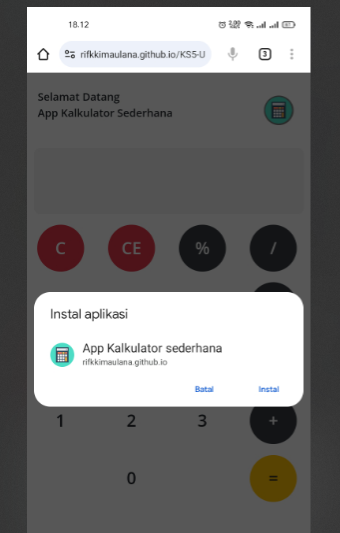 18.12
rifkkimaulana.github.io/KS5-U
3
Selamat Datang
App Kalkulator Sederhana
C CE % /
Instal aplikasi
App Kalkulator sederhana
rifkkimaulana.github.io
Batal Instal
1 2 3 +
0 =